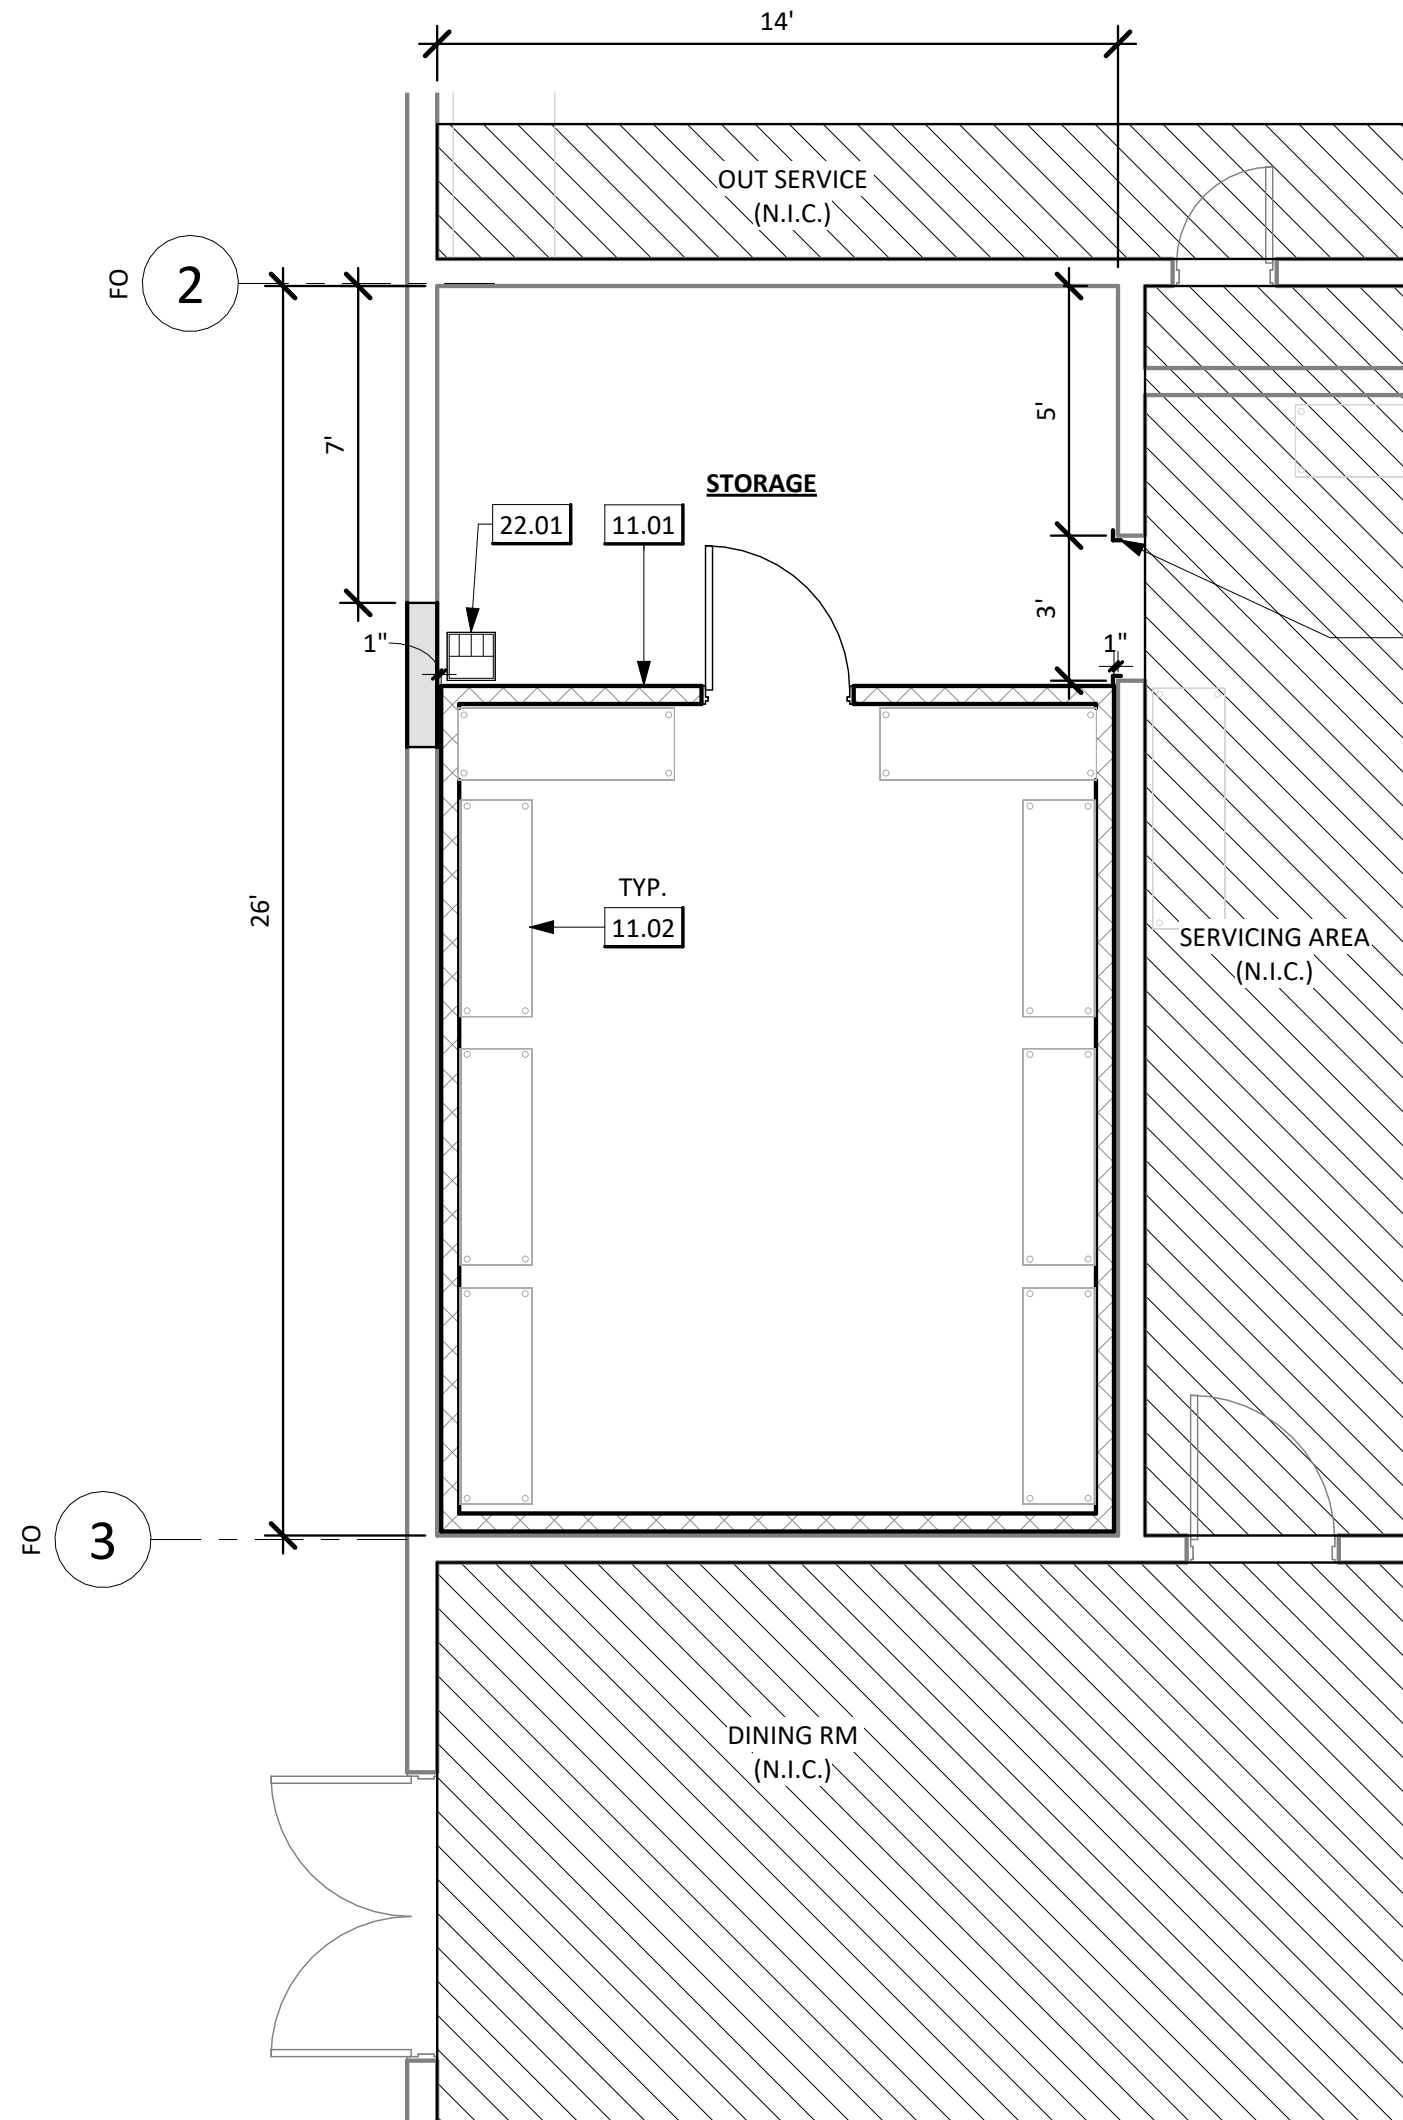 14'
OUT SERVICE
(N.I.C.)
FO
2
7'
5'
STORAGE
22.01
11.01
3'
1"
1"
26'
TYP.
11.02
SERVICING AREA
(N.I.C.)
FO
3
DINING RM
(N.I.C.)